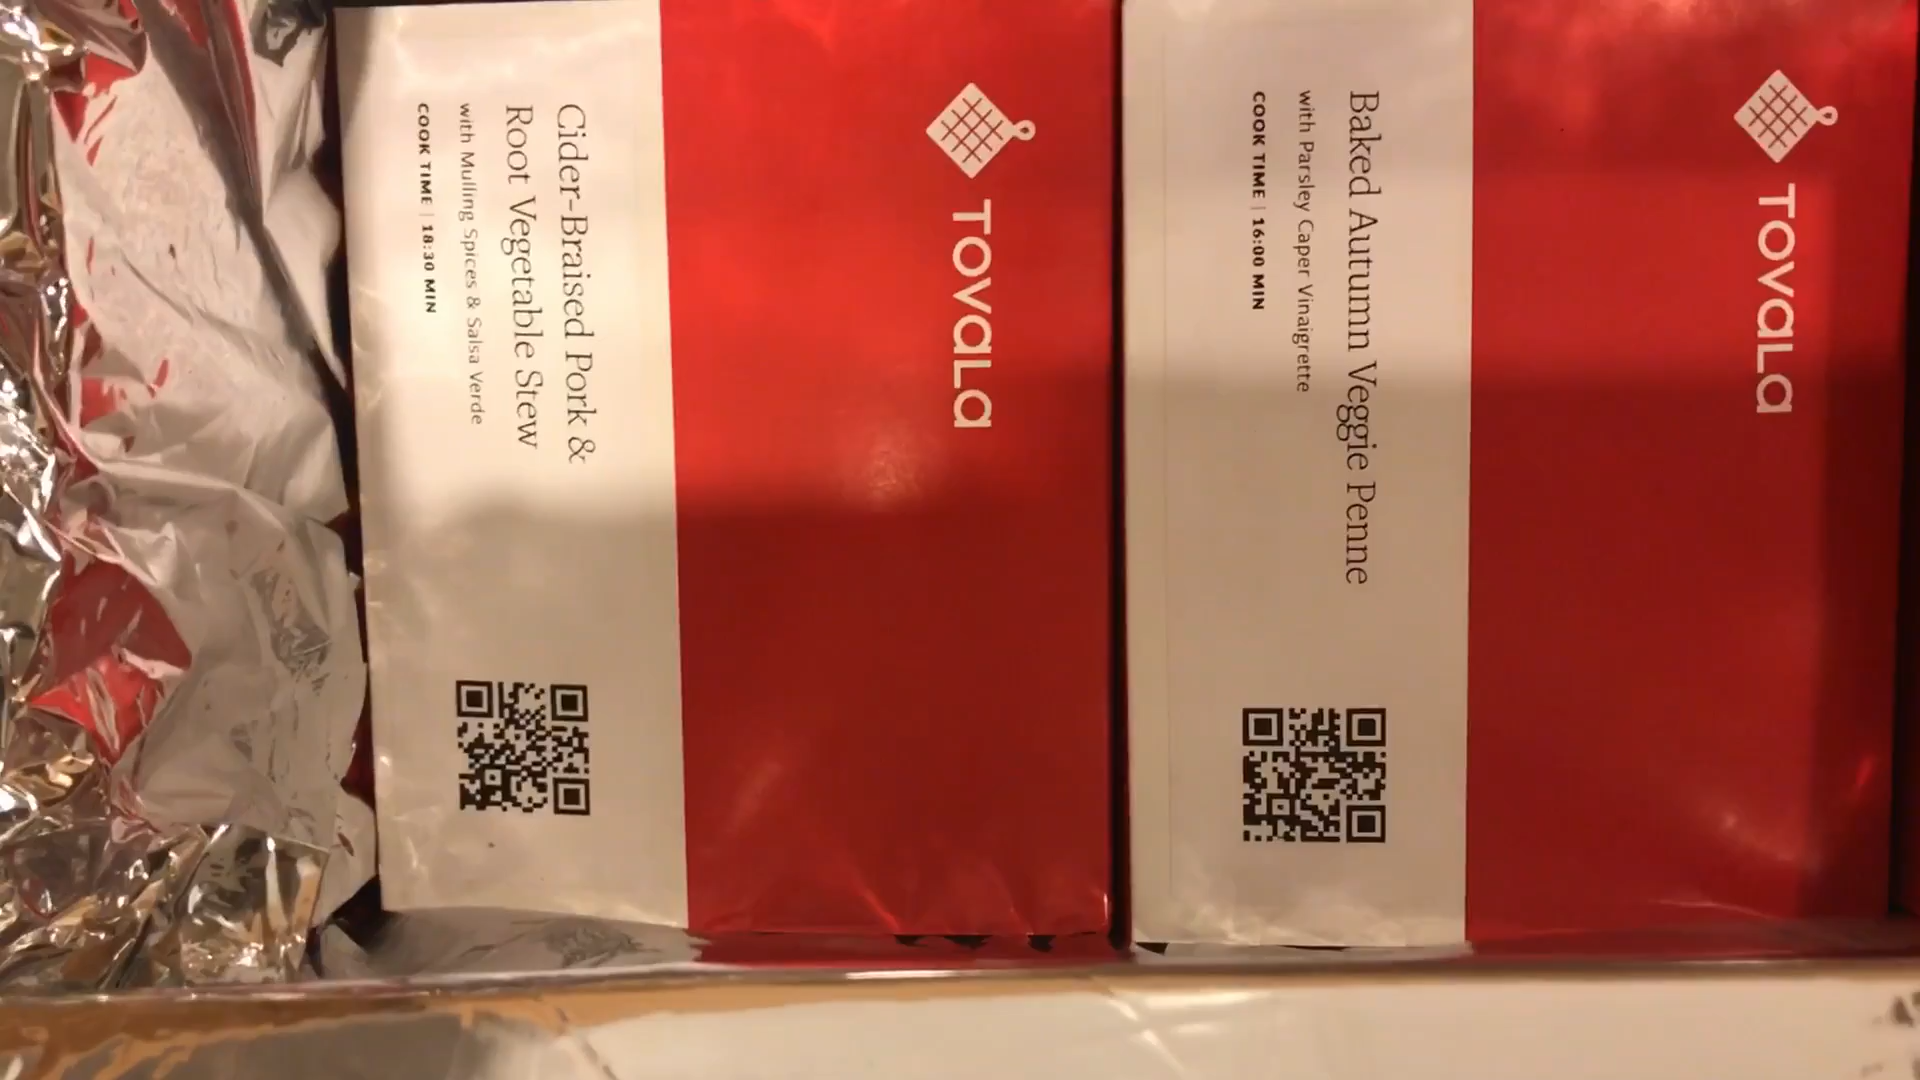 TOVALA
Cider-Braised Pork &
Root Vegetable Stew
with Mulling Spices & Salsa Verde
COOK TIME | 18:30 MIN
TOVALA
Baked Autumn Veggie Penne
with Parsley Caper Vinaigrette
COOK TIME | 16:00 MIN